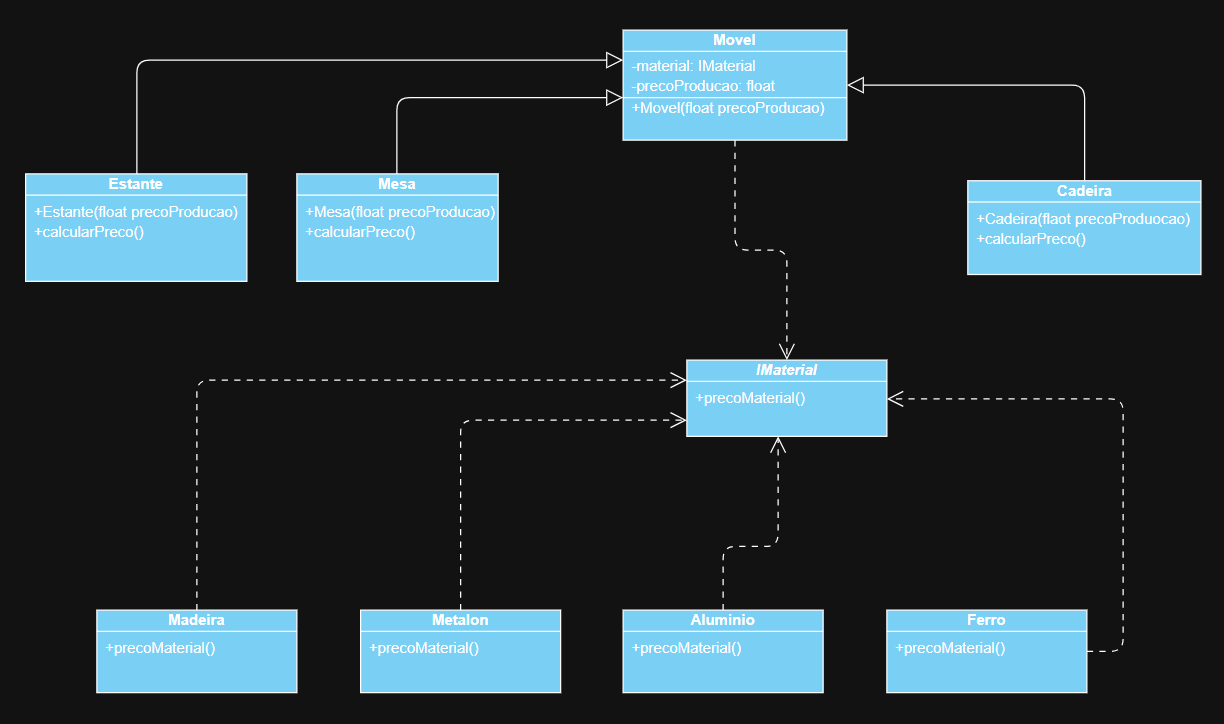 Movel
-material: IMaterial
-precoProducao: float
+Movel(float precoProducao)
Estante
+Estante(float precoProducao)
+calcularPreco()
Mesa
+Mesa(float precoProducao)
+calcularPreco()
Cadeira
+Cadeira(flaot precoProduocao)
+calcularPreco()
IMaterial
+precoMaterial()
Madeira
+precoMaterial()
Metalon
+precoMaterial()
Aluminio
+precoMaterial()
Ferro
+precoMaterial()